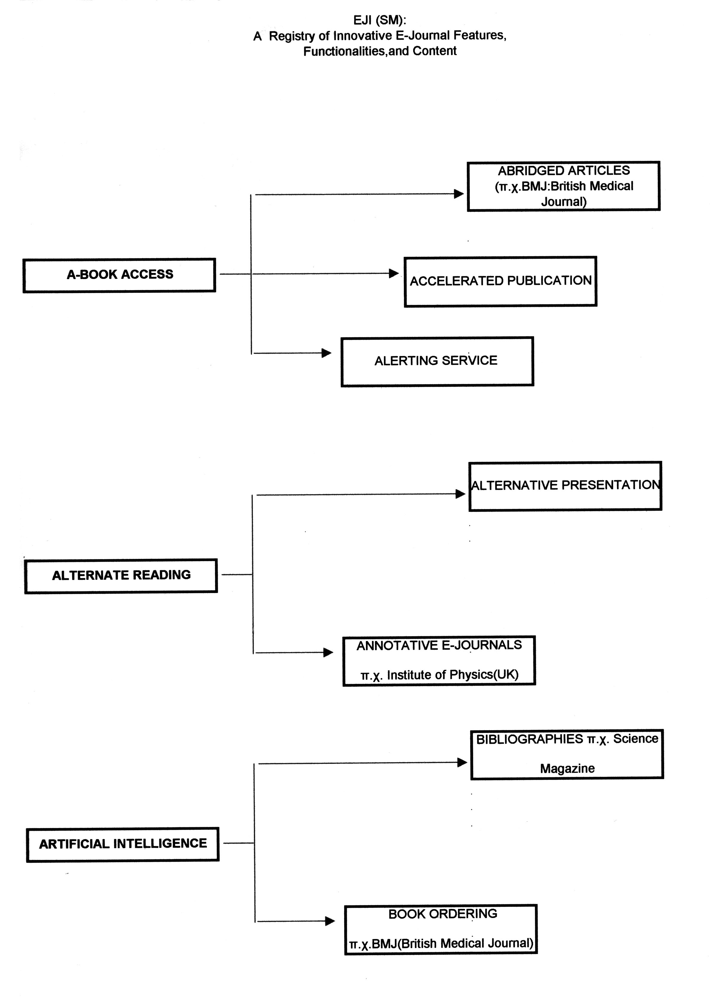 EJI (SM):
A Registry of Innovative E-Journal Features,
Functionalities,and Content
ABRIDGED ARTICLES
(π.χ.BMJ:British Medical
Journal)
A-BOOK ACCESS
ACCELERATED PUBLICATION
ALERTING SERVICE
ALTERNATIVE PRESENTATION
ALTERNATE READING
ANNOTATIVE E-JOURNALS
π.χ. Institute of Physics(UK)
BIBLIOGRAPHIES π.χ. Science
Magazine
ARTIFICIAL INTELLIGENCE
BOOK ORDERING
π.χ.BMJ(British Medical Journal)